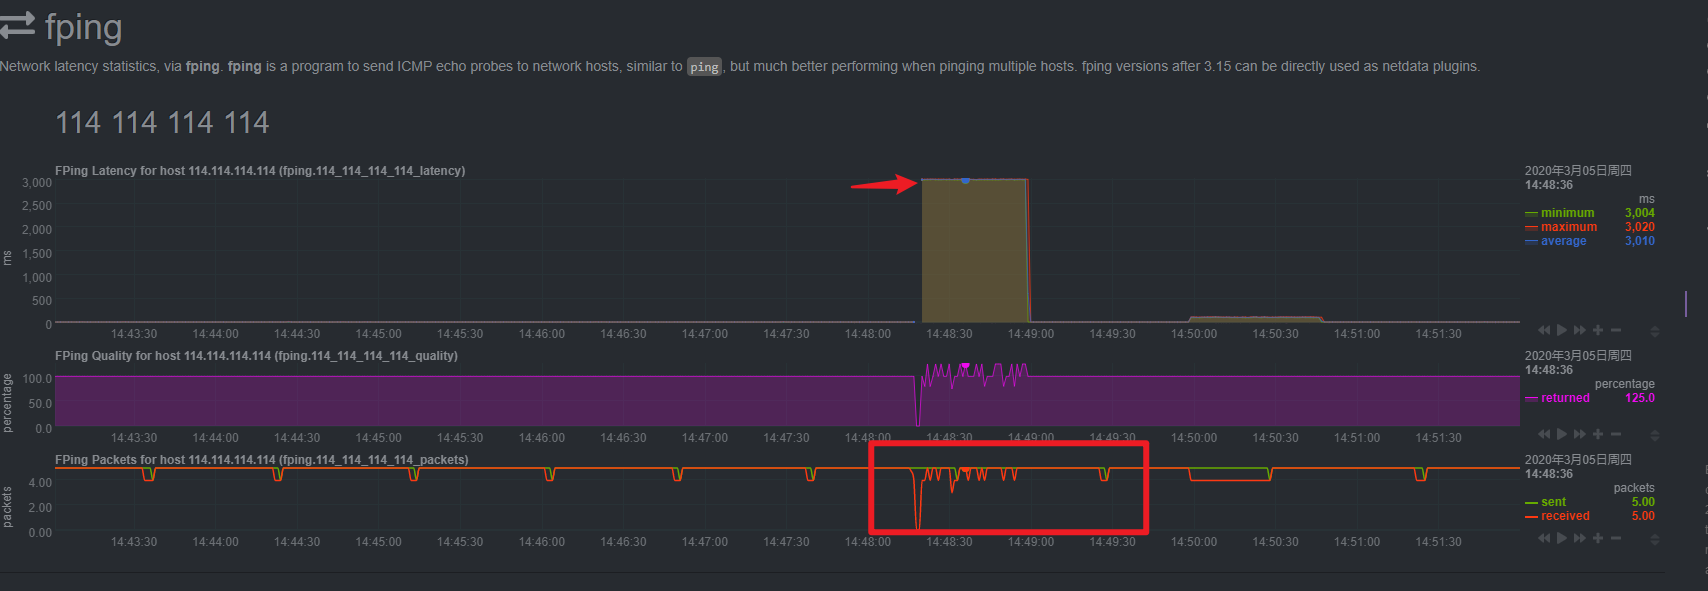 fping
Network latency statistics, via fping. fping is a program to send ICMP echo probes to network hosts, similar to ping, but much better performing when pinging multiple hosts. fping versions after 3.15 can be directly used as netdata plugins.
114 114 114 114
FPing Latency for host 114.114.114.114 (fping.114_114_114_114_latency)
2020年3月05日周四
14:48:36
ms
minimum 3,004
maximum 3,020
average 3,010
ms
3,000
2,500
2,000
1,500
1,000
500
0
14:43:30 14:44:00 14:44:30 14:45:00 14:45:30 14:46:00 14:46:30 14:47:00 14:47:30 14:48:00 14:48:30 14:49:00 14:49:30 14:50:00 14:50:30 14:51:00 14:51:30
FPing Quality for host 114.114.114.114 (fping.114_114_114_114_quality)
2020年3月05日周四
14:48:36
percentage
returned 125.0
percentage
100.0
50.0
0.0
14:43:30 14:44:00 14:44:30 14:45:00 14:45:30 14:46:00 14:46:30 14:47:00 14:47:30 14:48:00 14:48:30 14:49:00 14:49:30 14:50:00 14:50:30 14:51:00 14:51:30
FPing Packets for host 114.114.114.114 (fping.114_114_114_114_packets)
2020年3月05日周四
14:48:36
packets
sent 5.00
received 5.00
packets
4.00
2.00
0.00
14:43:30 14:44:00 14:44:30 14:45:00 14:45:30 14:46:00 14:46:30 14:47:00 14:47:30 14:48:00 14:48:30 14:49:00 14:49:30 14:50:00 14:50:30 14:51:00 14:51:30